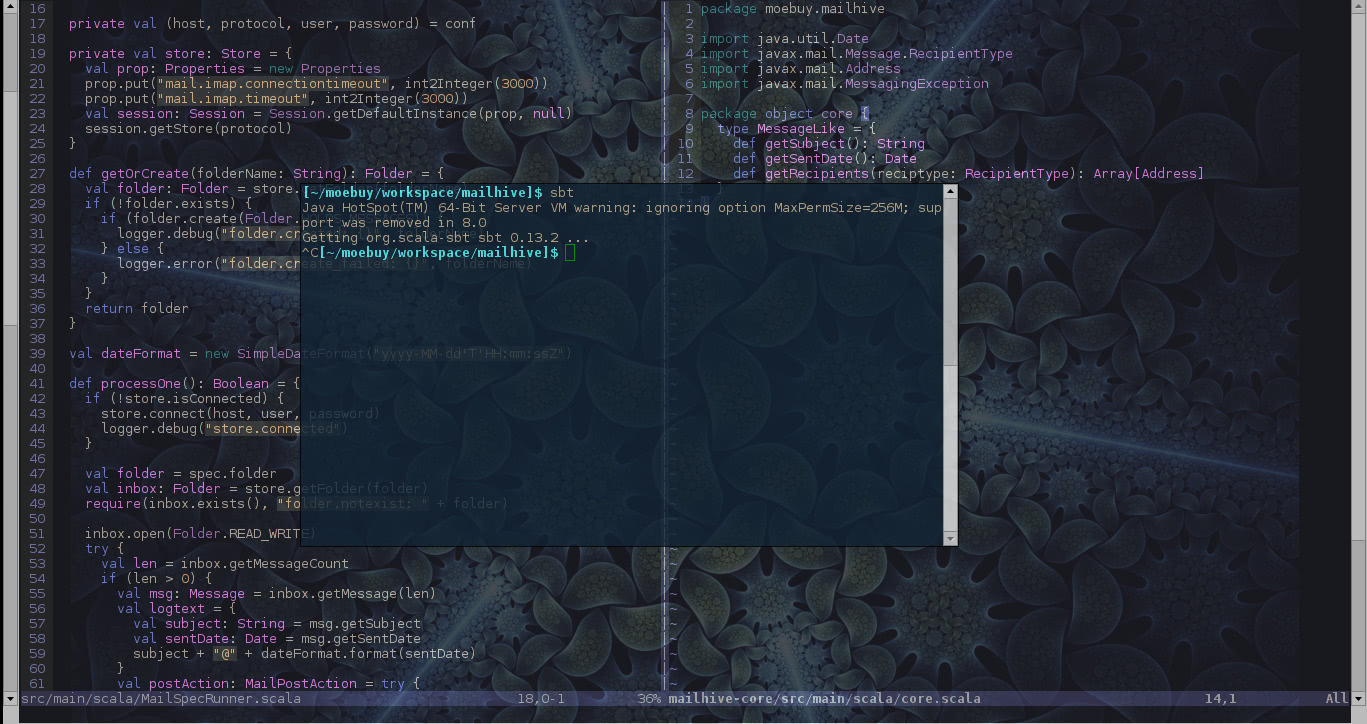 16
17 private val (host, protocol, user, password) = conf
18
19 private val store: Store = {
20 val prop: Properties = new Properties
21 prop.put("mail.imap.connectiontimeout", int2Integer(3000))
22 prop.put("mail.imap.timeout", int2Integer(3000))
23 val session: Session = Session.getDefaultInstance(prop, null)
24 session.getStore(protocol)
25 }
26
27 def getOrCreate(folderName: String): Folder = {
28 val folder: Folder = store.
29 if (!folder.exists) {
30 if (folder.create(Folder.
31 logger.debug("folder.cr
32 } else {
33 logger.error("folder.create_failed: {}", folderName)
34 }
35 }
36 return folder
37 }
38
39 val dateFormat = new SimpleDateFormat("yyyy-MM-dd'T'HH:mm:ssZ")
40
41 def processOne(): Boolean = {
42 if (!store.isConnected) {
43 store.connect(host, user, password)
44 logger.debug("store.connected")
45 }
46
47 val folder = spec.folder
48 val inbox: Folder = store.getFolder(folder)
49 require(inbox.exists(), "folder.notexist: " + folder)
50
51 inbox.open(Folder.READ_WRITE)
52 try {
53 val len = inbox.getMessageCount
54 if (len > 0) {
55 val msg: Message = inbox.getMessage(len)
56 val logtext = {
57 val subject: String = msg.getSubject
58 val sentDate: Date = msg.getSentDate
59 subject + "@" + dateFormat.format(sentDate)
60 }
61 val postAction: MailPostAction = try {
src/main/scala/MailSpecRunner.scala 18,0-1 36%
1 package moebuy.mailhive
2
3 import java.util.Date
4 import javax.mail.Message.RecipientType
5 import javax.mail.Address
6 import javax.mail.MessagingException
7
8 package object core {
9 type MessageLike = {
10 def getSubject(): String
11 def getSentDate(): Date
12 def getRecipients(reciptype: RecipientType): Array[Address]
mailhive-core/src/main/scala/core.scala 14,1 All
[~/moebuy/workspace/mailhive]$ sbt
Java HotSpot(TM) 64-Bit Server VM warning: ignoring option MaxPermSize=256M; sup
port was removed in 8.0
Getting org.scala-sbt sbt 0.13.2 ...
^C[~/moebuy/workspace/mailhive]$